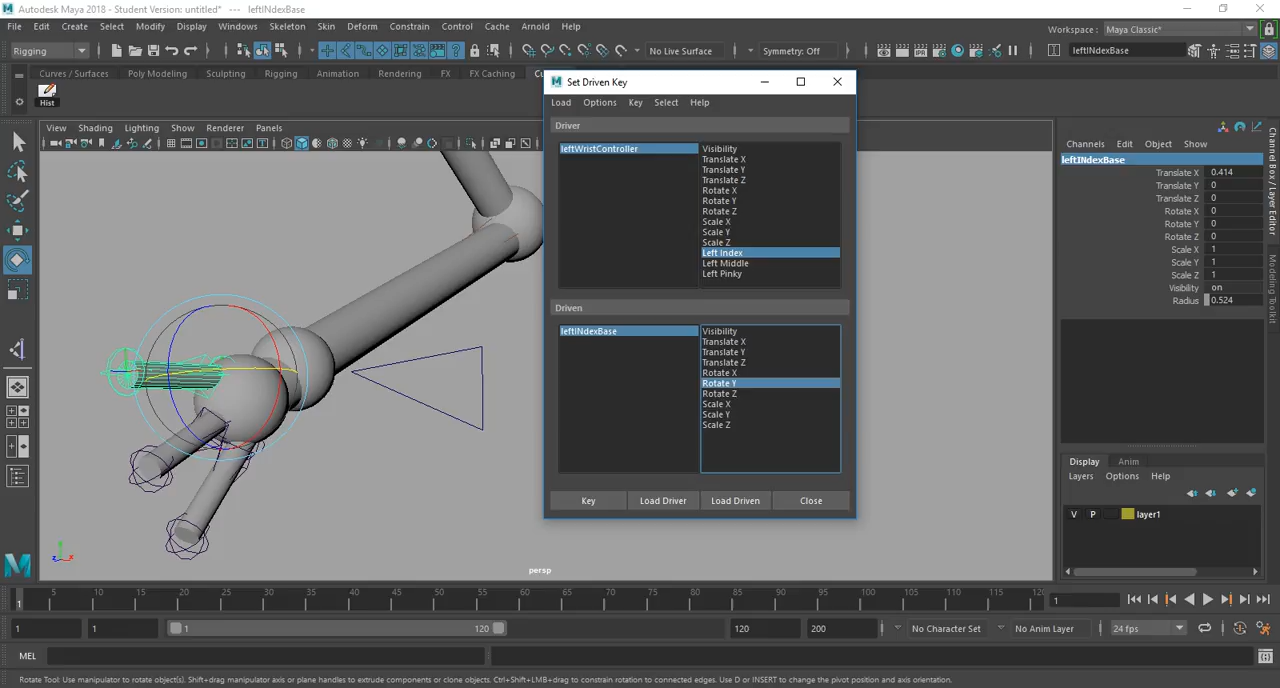 Autodesk Maya 2018 - Student Version: untitled* --- leftINdexBase
File Edit Create Select Modify Display Windows Skeleton Skin Deform Constrain Control Cache Arnold Help
Workspace : Maya Classic*
Rigging No Live Surface Symmetry: Off leftINdexBase
Curves / Surfaces Poly Modeling Sculpting Rigging Animation Rendering FX FX Caching
Hist
View Shading Lighting Show Renderer Panels
Set Driven Key
Load Options Key Select Help
Driver
leftWristController
Visibility
Translate X
Translate Y
Translate Z
Rotate X
Rotate Y
Rotate Z
Scale X
Scale Y
Scale Z
Left Index
Left Middle
Left Pinky
Driven
leftINdexBase
Visibility
Translate X
Translate Y
Translate Z
Rotate X
Rotate Y
Rotate Z
Scale X
Scale Y
Scale Z
Key Load Driver Load Driven Close
Channels Edit Object Show
leftINdexBase
Translate X 0.414
Translate Y 0
Translate Z 0
Rotate X 0
Rotate Y 0
Rotate Z 0
Scale X 1
Scale Y 1
Scale Z 1
Visibility on
Radius 0.524
Channel Box / Layer Editor
Modeling Toolkit
Display Anim
Layers Options Help
V P layer1
persp
z x
1 5 10 15 20 25 30 35 40 45 50 55 60 65 70 75 80 85 90 95 100 105 110 115 120 1
1 1 1 120 120 200 No Character Set No Anim Layer 24 fps
MEL
Rotate Tool: Use manipulator to rotate object(s). Shift+drag manipulator axis or plane handles to extrude components or clone objects. Ctrl+Shift+LMB+drag to constrain rotation to connected edges. Use D or INSERT to change the pivot position and axis orientation.